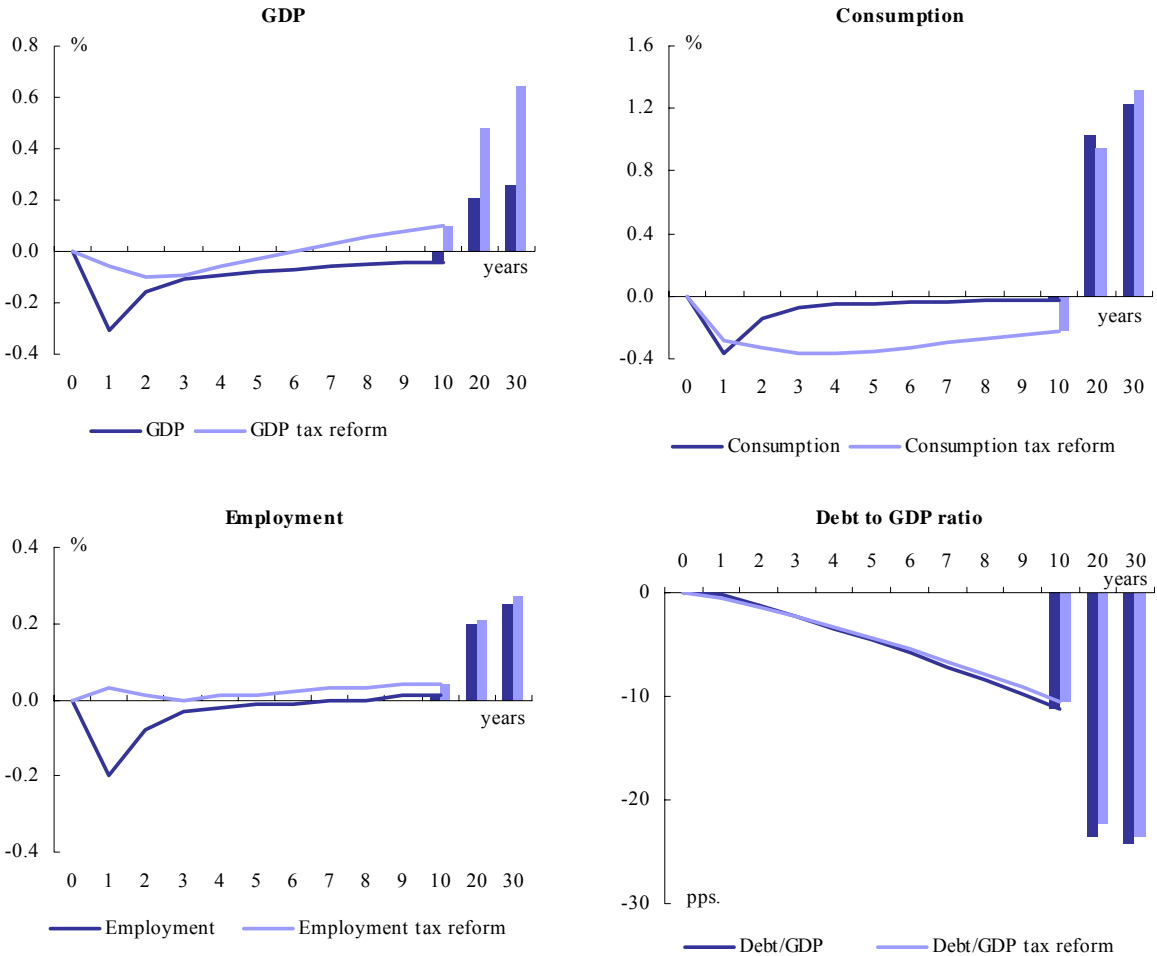 GDP
%
0.8
0.6
0.4
0.2
0.0
-0.2
-0.4
years
0 1 2 3 4 5 6 7 8 9 10 20 30
GDP GDP tax reform
Consumption
%
1.6
1.2
0.8
0.4
0.0
-0.4
years
0 1 2 3 4 5 6 7 8 9 10 20 30
Consumption Consumption tax reform
Employment
%
0.4
0.2
0.0
-0.2
-0.4
years
0 1 2 3 4 5 6 7 8 9 10 20 30
Employment Employment tax reform
Debt to GDP ratio
0 1 2 3 4 5 6 7 8 9 10 20 30
years
0
-10
-20
-30
pps.
Debt/GDP Debt/GDP tax reform